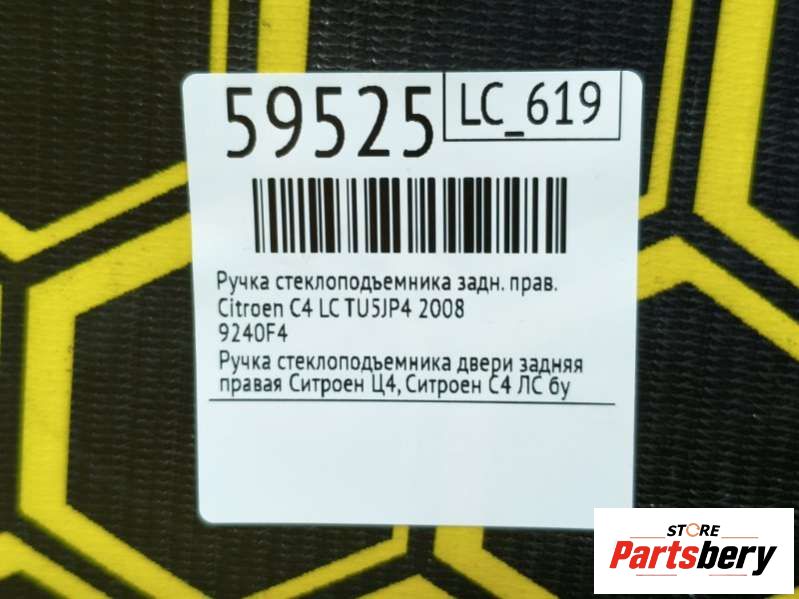 59525
LC_619
Ручка стеклоподъемника задн. прав.
Citroen C4 LC TU5JP4 2008
9240F4
Ручка стеклоподъемника двери задняя
правая Ситроен Ц4, Ситроен С4 ЛС бу
STORE
Partsbery